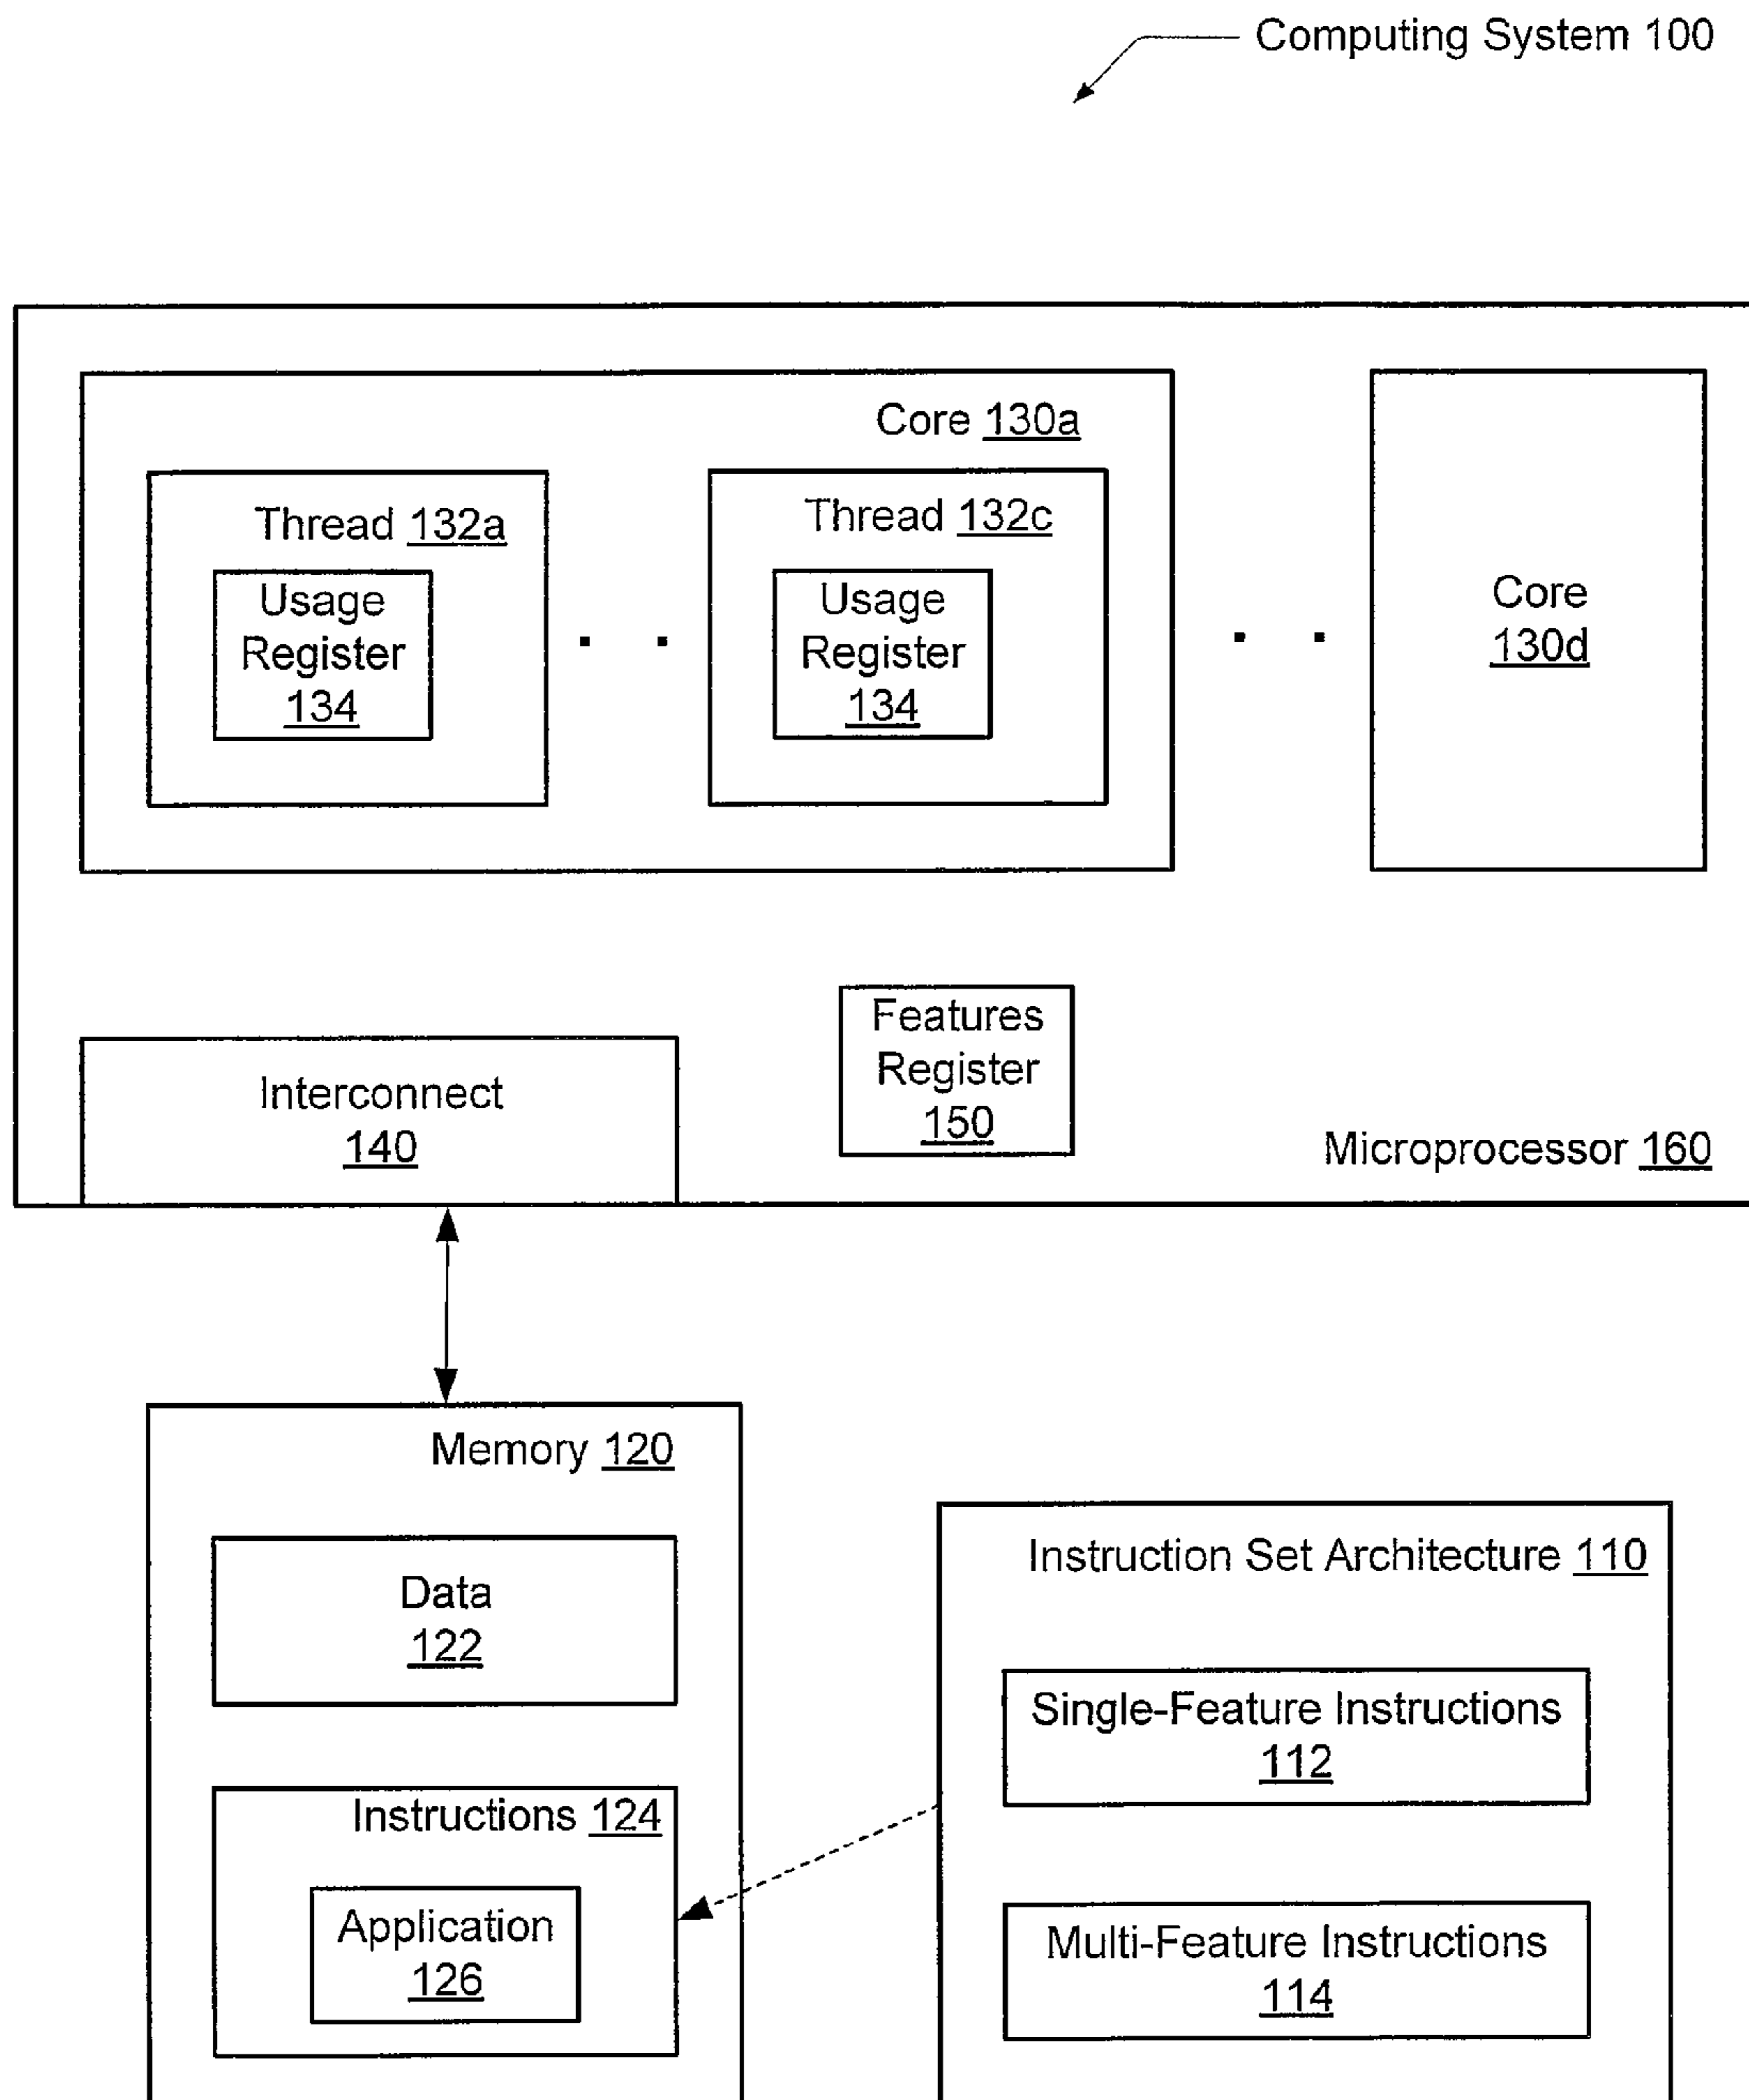 Computing System 100
Core 130a
Thread 132a
Usage
Register
134
Thread 132c
Usage
Register
134
Core
130d
Features
Register
150
Interconnect
140
Microprocessor 160
Memory 120
Data
122
Instructions 124
Application
126
Instruction Set Architecture 110
Single-Feature Instructions
112
Multi-Feature Instructions
114